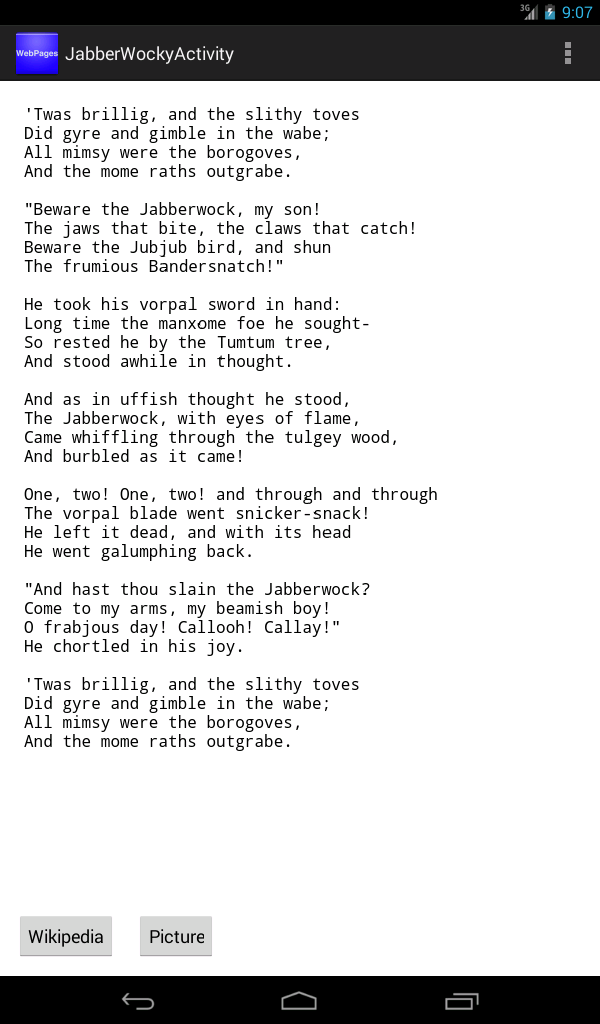 3G 9:07
WebPages JabberWockyActivity
'Twas brillig, and the slithy toves
Did gyre and gimble in the wabe;
All mimsy were the borogoves,
And the mome raths outgrabe.
"Beware the Jabberwock, my son!
The jaws that bite, the claws that catch!
Beware the Jubjub bird, and shun
The frumious Bandersnatch!"
He took his vorpal sword in hand:
Long time the manxome foe he sought-
So rested he by the Tumtum tree,
And stood awhile in thought.
And as in uffish thought he stood,
The Jabberwock, with eyes of flame,
Came whiffling through the tulgey wood,
And burbled as it came!
One, two! One, two! and through and through
The vorpal blade went snicker-snack!
He left it dead, and with its head
He went galumphing back.
"And hast thou slain the Jabberwock?
Come to my arms, my beamish boy!
O frabjous day! Callooh! Callay!"
He chortled in his joy.
'Twas brillig, and the slithy toves
Did gyre and gimble in the wabe;
All mimsy were the borogoves,
And the mome raths outgrabe.
Wikipedia Picture